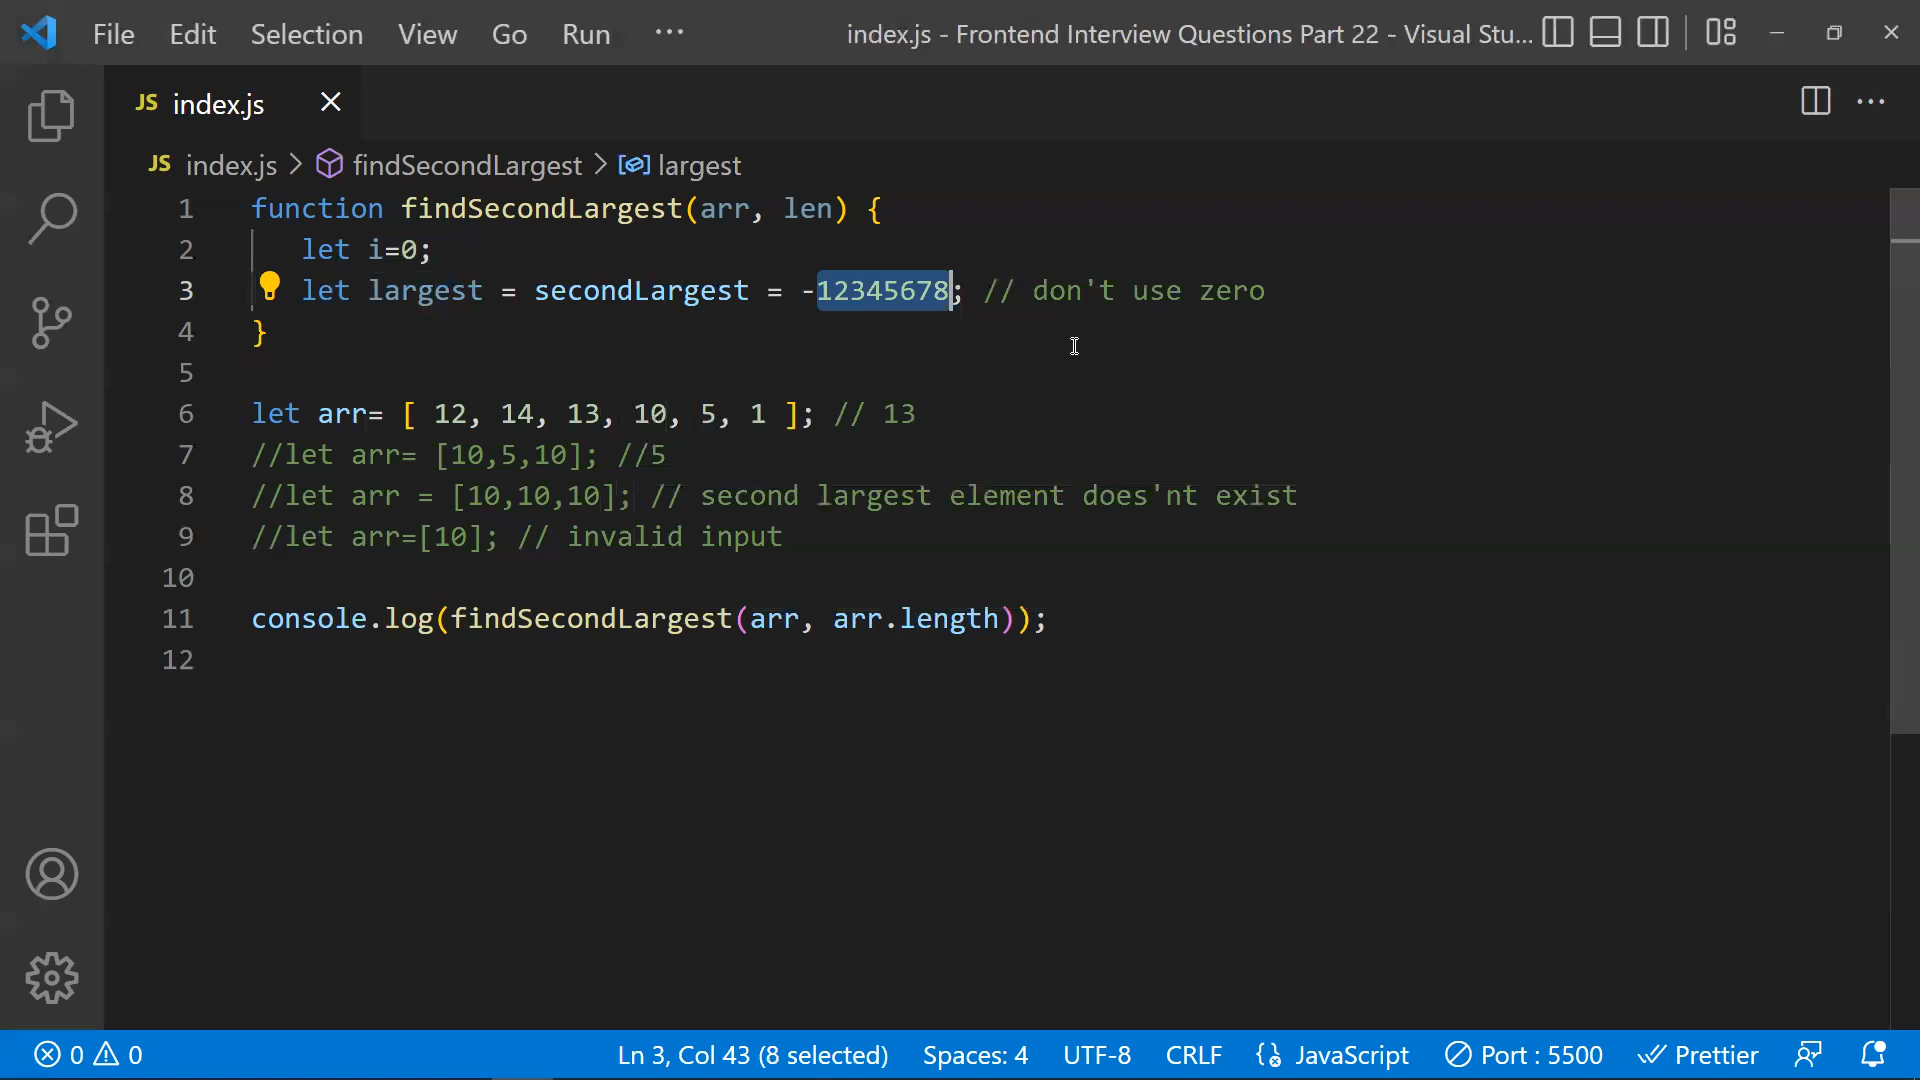 File Edit Selection View Go Run ··· index.js - Frontend Interview Questions Part 22 - Visual Stu...
JS index.js
JS index.js > findSecondLargest > largest
1 function findSecondLargest(arr, len) {
2 let i=0;
3 let largest = secondLargest = -12345678; // don't use zero
4 }
5
6 let arr= [ 12, 14, 13, 10, 5, 1 ]; // 13
7 //let arr= [10,5,10]; //5
8 //let arr = [10,10,10]; // second largest element does'nt exist
9 //let arr=[10]; // invalid input
10
11 console.log(findSecondLargest(arr, arr.length));
12
0 0 Ln 3, Col 43 (8 selected) Spaces: 4 UTF-8 CRLF JavaScript Port : 5500 Prettier